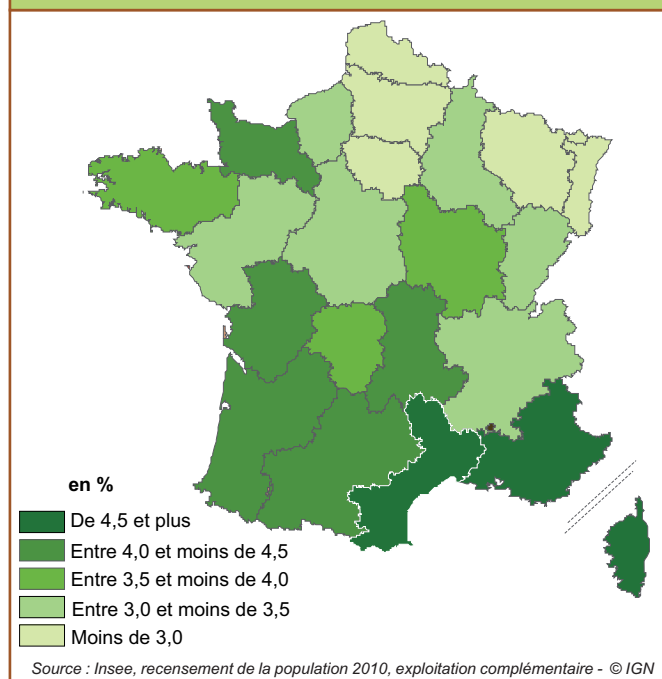 en %
De 4,5 et plus
Entre 4,0 et moins de 4,5
Entre 3,5 et moins de 4,0
Entre 3,0 et moins de 3,5
Moins de 3,0
Source : Insee, recensement de la population 2010, exploitation complémentaire - © IGN